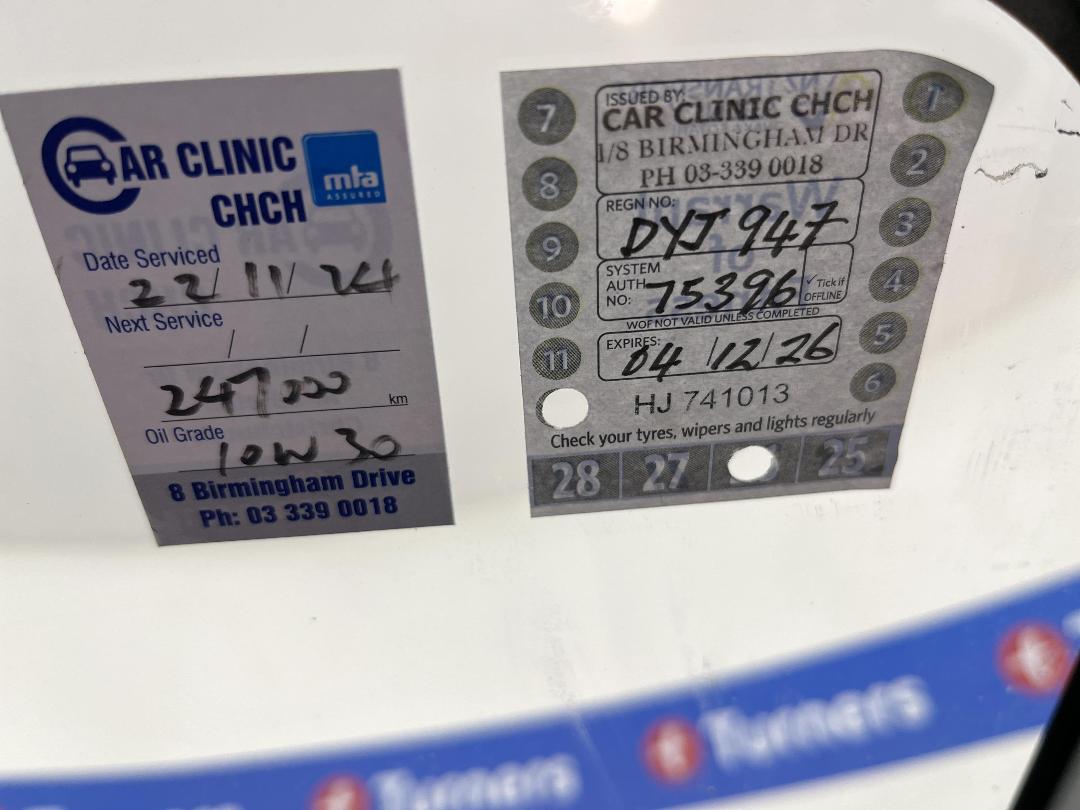 CAR CLINIC
CHCH
mta
ASSURED
Date Serviced
22/11/24
Next Service
/ /
247000 km
Oil Grade
10W 30
8 Birmingham Drive
Ph: 03 339 0018
7
8
9
10
11
ISSUED BY:
CAR CLINIC CHCH
1/8 BIRMINGHAM DR
PH 03-339 0018
REGN NO:
DYJ 947
SYSTEM
AUTH
NO: 75396
✓ Tick if
OFFLINE
WOF NOT VALID UNLESS COMPLETED
EXPIRES:
04/12/26
HJ 741013
Check your tyres, wipers and lights regularly
28 27 25
1
2
3
4
5
6
Turners
Turners